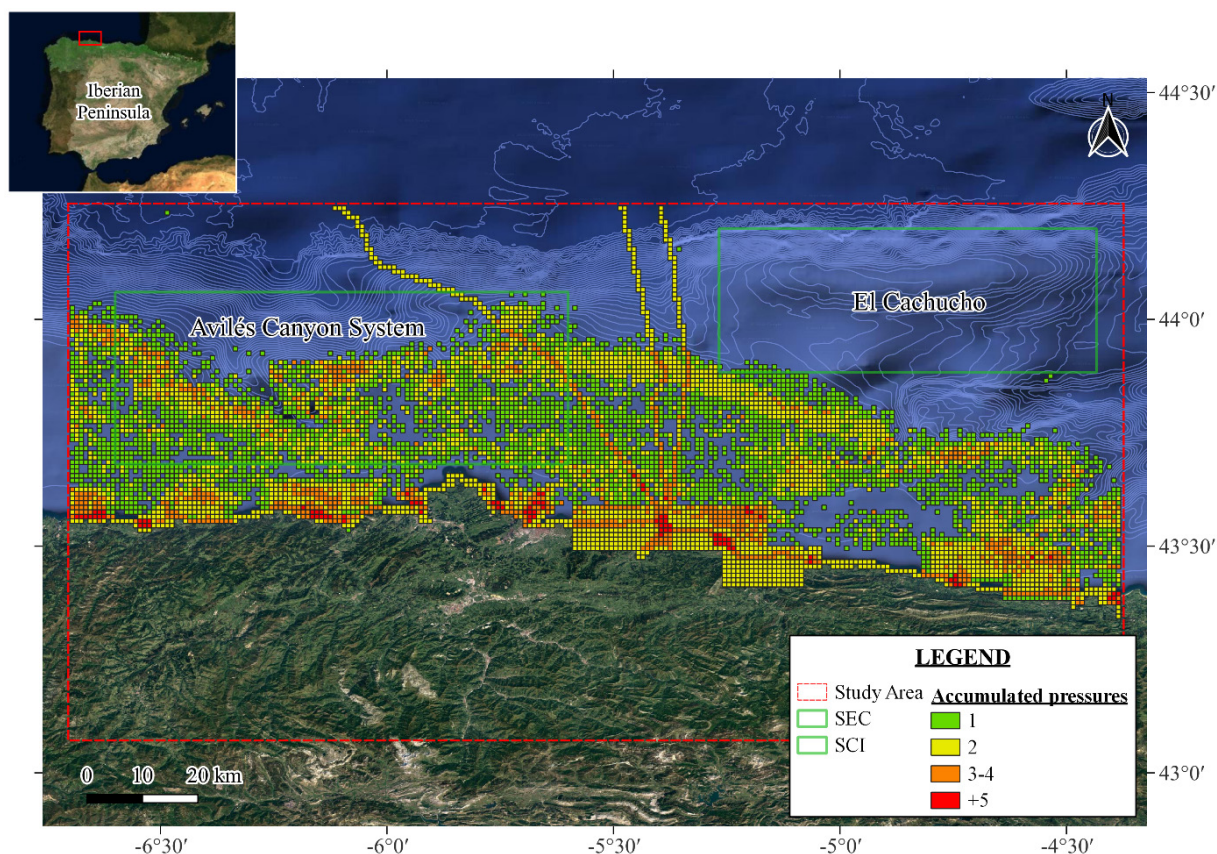 Iberian
Peninsula
N
44°30′
Avilés Canyon System
El Cachucho
44°0′
43°30′
43°0′
LEGEND
Study Area
SEC
SCI
Accumulated pressures
1
2
3-4
+5
0 10 20 km
-6°30′ -6°0′ -5°30′ -5°0′ -4°30′